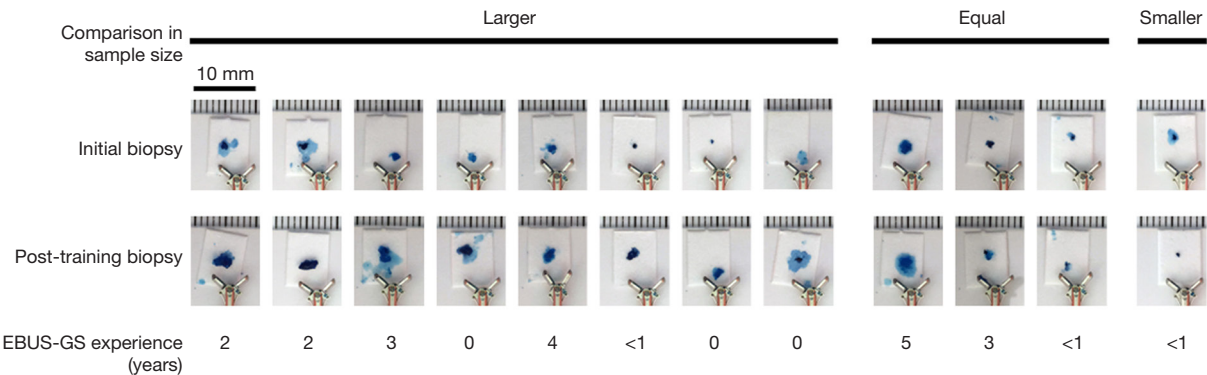 Larger Equal Smaller
Comparison in
sample size
10 mm
Initial biopsy
Post-training biopsy
EBUS-GS experience 2 2 3 0 4 <1 0 0 5 3 <1 <1
(years)